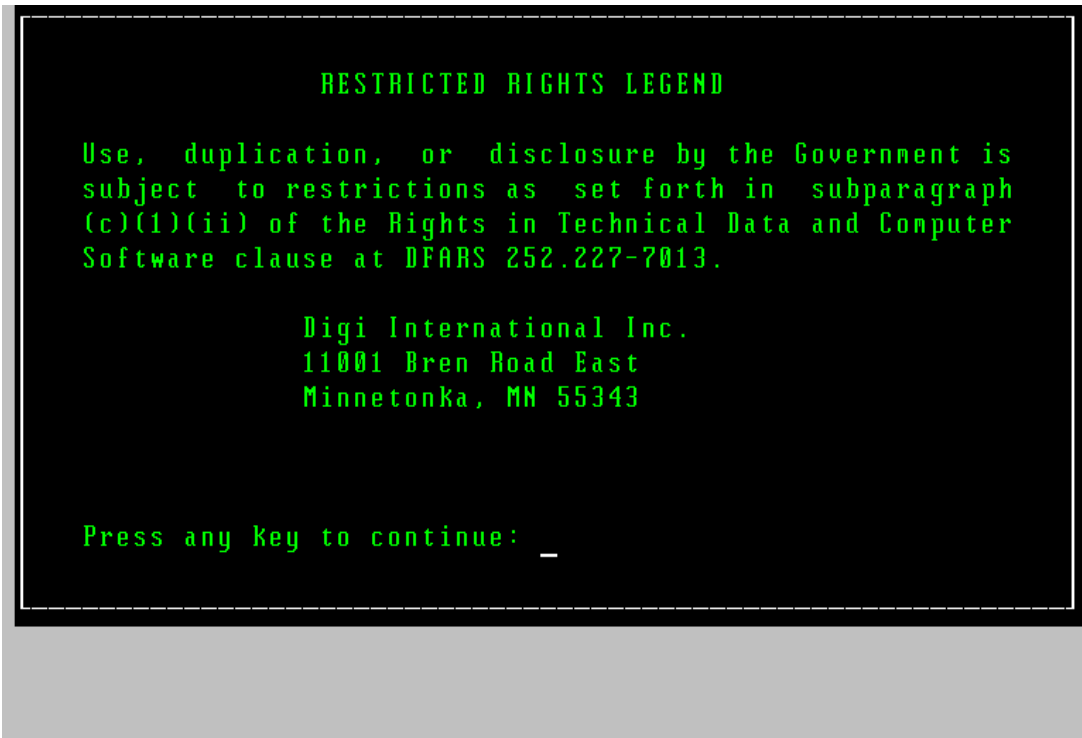 RESTRICTED RIGHTS LEGEND
Use, duplication, or disclosure by the Government is
subject to restrictions as set forth in subparagraph
(c)(1)(ii) of the Rights in Technical Data and Computer
Software clause at DFARS 252.227-7013.
Digi International Inc.
11001 Bren Road East
Minnetonka, MN 55343
Press any key to continue: _